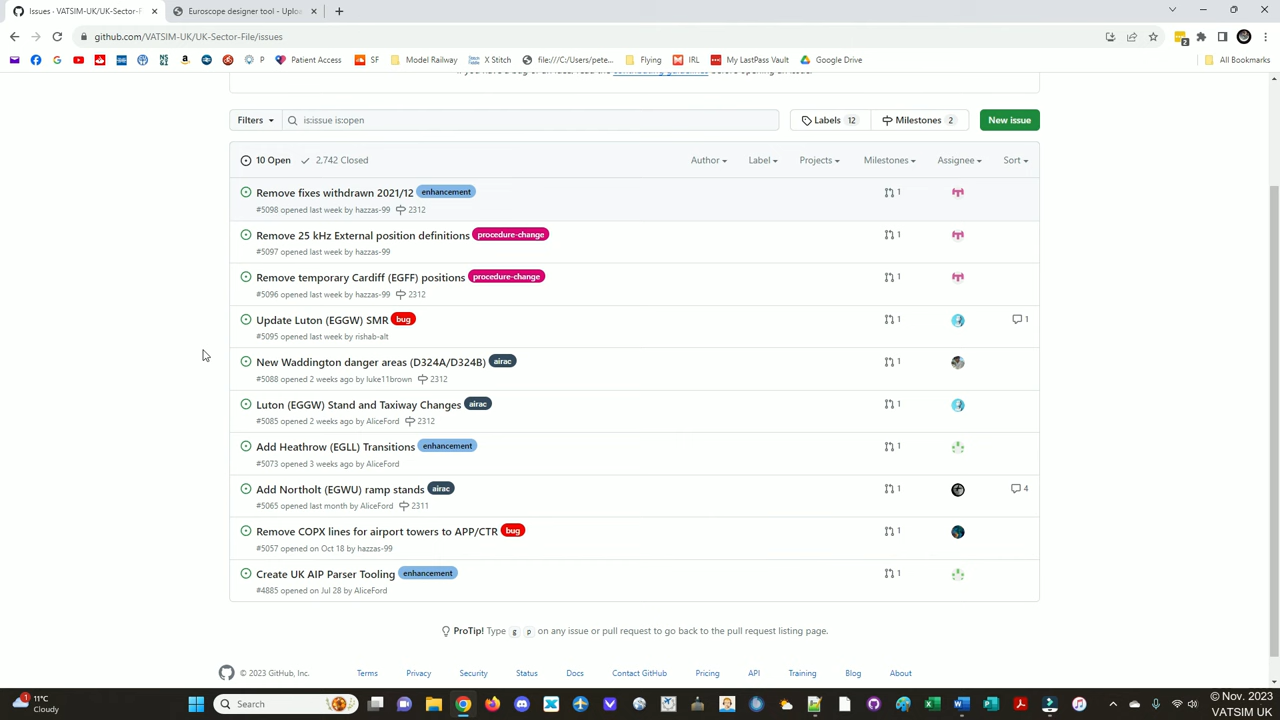 Issues · VATSIM-UK/UK-Sector-F
Euroscope designer tool - Uplo
github.com/VATSIM-UK/UK-Sector-File/issues
P
Patient Access
SF
Model Railway
X Stitch
file:///C:/Users/pete...
Flying
IRL
My LastPass Vault
Google Drive
All Bookmarks
contributing guidelines
Filters
is:issue is:open
Labels 12
Milestones 2
New issue
10 Open
2,742 Closed
Author
Label
Projects
Milestones
Assignee
Sort
Remove fixes withdrawn 2021/12 enhancement
1
#5098 opened last week by hazzas-99 2312
Remove 25 kHz External position definitions procedure-change
1
#5097 opened last week by hazzas-99
Remove temporary Cardiff (EGFF) positions procedure-change
1
#5096 opened last week by hazzas-99 2312
Update Luton (EGGW) SMR bug
1
1
#5095 opened last week by rishab-alt
New Waddington danger areas (D324A/D324B) airac
1
#5088 opened 2 weeks ago by luke11brown 2312
Luton (EGGW) Stand and Taxiway Changes airac
1
#5085 opened 2 weeks ago by AliceFord 2312
Add Heathrow (EGLL) Transitions enhancement
1
#5073 opened 3 weeks ago by AliceFord
Add Northolt (EGWU) ramp stands airac
1
4
#5065 opened last month by AliceFord 2311
Remove COPX lines for airport towers to APP/CTR bug
1
#5057 opened on Oct 18 by hazzas-99
Create UK AIP Parser Tooling enhancement
1
#4885 opened on Jul 28 by AliceFord
ProTip! Type g p on any issue or pull request to go back to the pull request listing page.
© 2023 GitHub, Inc.
Terms
Privacy
Security
Status
Docs
Contact GitHub
Pricing
API
Training
Blog
About
11°C
Cloudy
Search
© Nov. 2023
VATSIM UK